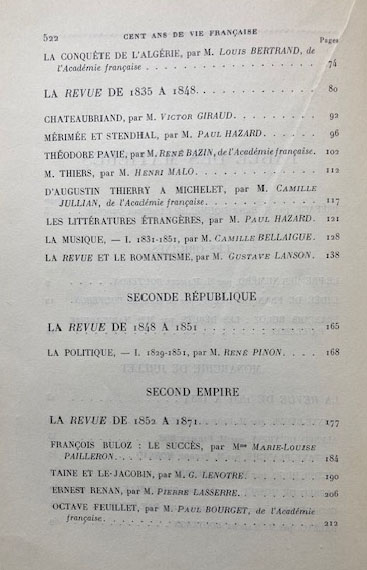 522 CENT ANS DE VIE FRANÇAISE
Pages
LA CONQUÊTE DE L'ALGÉRIE, par M. LOUIS BERTRAND, de
l'Académie française . . . . . . . . . . . . . . . . . . 74
LA REVUE DE 1835 A 1848. . . . . . . . . . . . . . 80
CHATEAUBRIAND, par M. VICTOR GIRAUD. . . . . . . . . 92
MÉRIMÉE ET STENDHAL, par M. PAUL HAZARD. . . . . . . 96
THÉODORE PAVIE, par M. RENÉ BAZIN, de l'Académie française. 102
M. THIERS, par M. HENRI MALO. . . . . . . . . . . . . 112
D'AUGUSTIN THIERRY A MICHELET, par M. CAMILLE
JULLIAN, de l'Académie française. . . . . . . . . . . 117
LES LITTÉRATURES ÉTRANGÈRES, par M. PAUL HAZARD. . . 121
LA MUSIQUE, — I. 1831-1851, par M. CAMILLE BELLAIGUE. 128
LA REVUE ET LE ROMANTISME, par M. GUSTAVE LANSON. 138
SECONDE RÉPUBLIQUE
LA REVUE DE 1848 A 1851 . . . . . . . . . . . . . 165
LA POLITIQUE, — I. 1829-1851, par M. RENÉ PINON. . . . 168
SECOND EMPIRE
LA REVUE DE 1852 A 1871. . . . . . . . . . . . . . 177
FRANÇOIS BULOZ : LE SUCCÈS, par Mme MARIE-LOUISE
PAILLERON. . . . . . . . . . . . . . . . . . . . . . 184
TAINE ET LE JACOBIN, par M. G. LENOTRE. . . . . . . . 190
ERNEST RENAN, par M. PIERRE LASSERRE. . . . . . . . . 206
OCTAVE FEUILLET, par M. PAUL BOURGET, de l'Académie
française. . . . . . . . . . . . . . . . . . . . . . 212